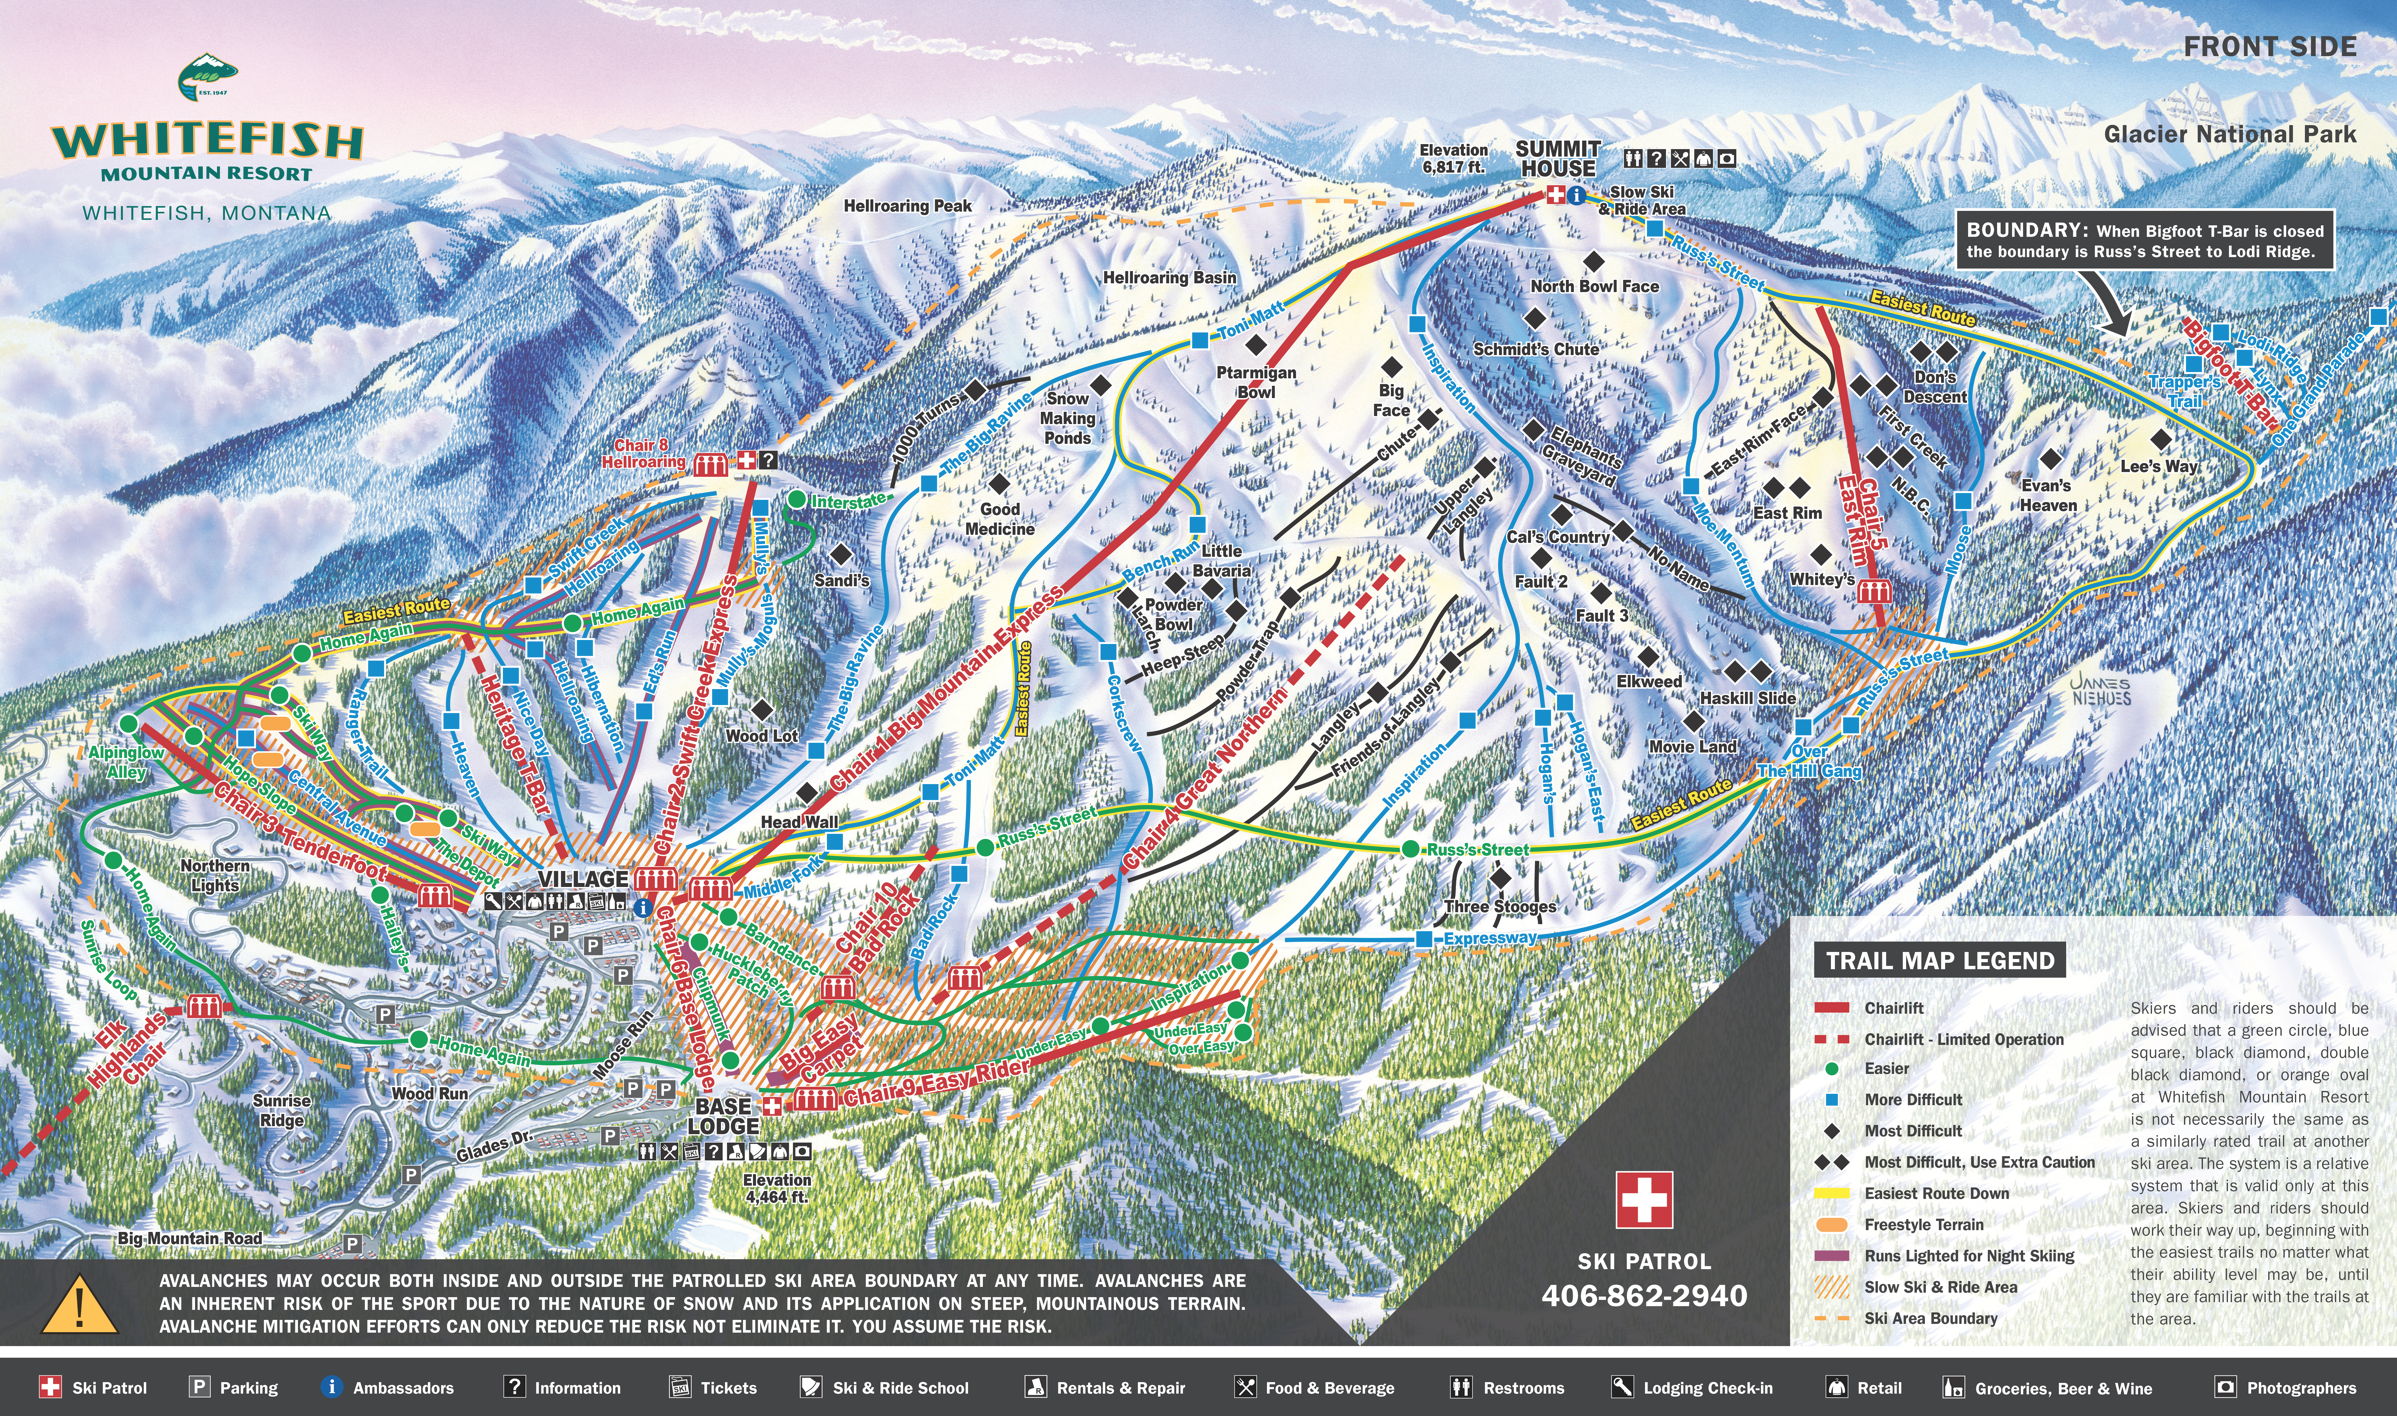 FRONT SIDE
Glacier National Park
EST. 1947
WHITEFISH
MOUNTAIN RESORT
WHITEFISH, MONTANA
Elevation
6,817 ft.
SUMMIT
HOUSE
Slow Ski
& Ride Area
Hellroaring Peak
Hellroaring Basin
BOUNDARY: When Bigfoot T-Bar is closed
the boundary is Russ's Street to Lodi Ridge.
Russ's Street
Easiest Route
North Bowl Face
Schmidt's Chute
Toni Matt
Ptarmigan
Bowl
Big
Face
Inspiration
Chute
Elephants
Graveyard
Upper
Langley
Snow
Making
Ponds
1000 Turns
The Big Ravine
Good
Medicine
Chair 8
Hellroaring
Interstate
Sandi's
Mully's
Swift Creek
Hellroaring
Home Again
Easiest Route
Home Again
Bigfoot T-Bar
Lodi Ridge
Lynx
Trapper's
Trail
One Grand Parade
Don's
Descent
First Creek
N.B.C.
East Rim Face
East Rim
Whitey's
Chair 5
East Rim
Lee's Way
Evan's
Heaven
Moose
Moe-Mentum
No Name
Cal's Country
Fault 2
Fault 3
Elkweed
Haskill Slide
Movie Land
Bench Run
Little
Bavaria
Powder
Bowl
Larch
Heep Steep
Powder Trap
Langley
Friends of Langley
Corkscrew
Easiest Route
Toni Matt
Chair 1 Big Mountain Express
Chair 4 Great Northern
Chair 2 Swift Creek Express
Mully's Moguls
Ed's Run
Hibernation
Hellroaring
Nice Day
Heritage T-Bar
Heaven
Ranger Trail
Ski Way
Alpinglow
Alley
Hope Slope
Central Avenue
Chair 3 Tenderfoot
The Depot
Ski Way
Wood Lot
The Big Ravine
Head Wall
Middle Fork
Russ's Street
Inspiration
Hogan's
Hogan's East
Russ's Street
Over
The Hill Gang
Easiest Route
Russ's Street
Three Stooges
Expressway
Northern
Lights
VILLAGE
Hailey's
Home Again
Sunrise Loop
Elk
Highlands
Chair
Home Again
Sunrise
Ridge
Wood Run
Moose Run
Glades Dr.
Big Mountain Road
Chair 6 Base Lodge
Barndance
Huckleberry
Patch
Chipmunk
Chair 10
Bad Rock
Bad Rock
Big Easy
Carpet
Chair 9 Easy Rider
Inspiration
Under Easy
Under Easy
Over Easy
BASE
LODGE
Elevation
4,464 ft.
P
P
P
P
P
P
P
P
P
JAMES
NIEHUES
TRAIL MAP LEGEND
Chairlift
Chairlift - Limited Operation
Easier
More Difficult
Most Difficult
Most Difficult, Use Extra Caution
Easiest Route Down
Freestyle Terrain
Runs Lighted for Night Skiing
Slow Ski & Ride Area
Ski Area Boundary
Skiers and riders should be
advised that a green circle, blue
square, black diamond, double
black diamond, or orange oval
at Whitefish Mountain Resort
is not necessarily the same as
a similarly rated trail at another
ski area. The system is a relative
system that is valid only at this
area. Skiers and riders should
work their way up, beginning with
the easiest trails no matter what
their ability level may be, until
they are familiar with the trails at
the area.
SKI PATROL
406-862-2940
AVALANCHES MAY OCCUR BOTH INSIDE AND OUTSIDE THE PATROLLED SKI AREA BOUNDARY AT ANY TIME. AVALANCHES ARE
AN INHERENT RISK OF THE SPORT DUE TO THE NATURE OF SNOW AND ITS APPLICATION ON STEEP, MOUNTAINOUS TERRAIN.
AVALANCHE MITIGATION EFFORTS CAN ONLY REDUCE THE RISK NOT ELIMINATE IT. YOU ASSUME THE RISK.
Ski Patrol
P Parking
i Ambassadors
? Information
SKI Tickets
Ski & Ride School
Rentals & Repair
Food & Beverage
Restrooms
Lodging Check-in
Retail
Groceries, Beer & Wine
Photographers